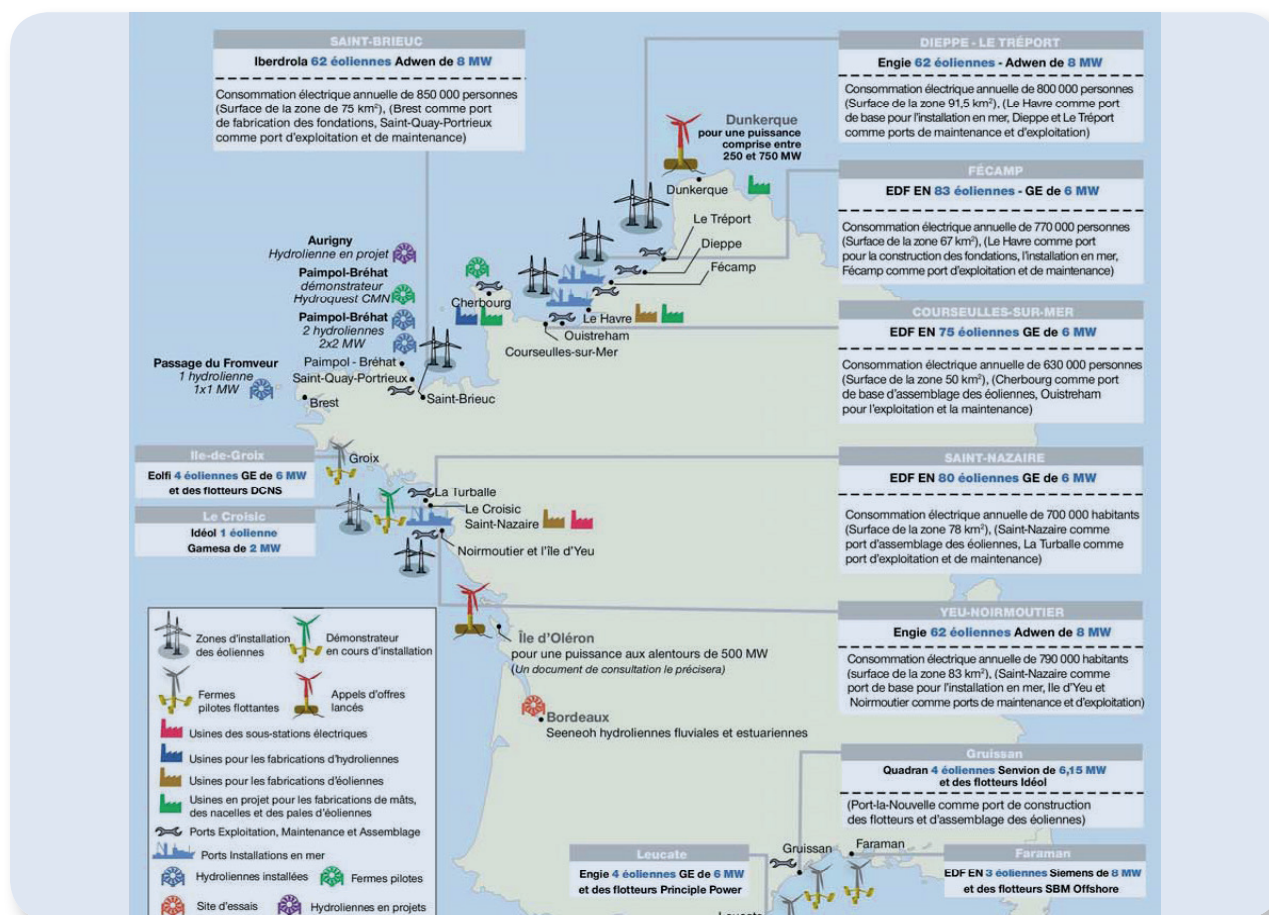 SAINT-BRIEUC
Iberdrola 62 éoliennes Adwen de 8 MW
Consommation électrique annuelle de 850 000 personnes
(Surface de la zone de 75 km²), (Brest comme port
de fabrication des fondations, Saint-Quay-Portrieux
comme port d'exploitation et de maintenance)
DIEPPE - LE TRÉPORT
Engie 62 éoliennes - Adwen de 8 MW
Consommation électrique annuelle de 800 000 personnes
(Surface de la zone 91,5 km²), (Le Havre comme port
de base pour l'installation en mer, Dieppe et Le Tréport
comme ports de maintenance et d'exploitation)
Dunkerque
pour une puissance
comprise entre
250 et 750 MW
Dunkerque
FÉCAMP
EDF EN 83 éoliennes - GE de 6 MW
Consommation électrique annuelle de 770 000 personnes
(Surface de la zone 67 km²), (Le Havre comme port
pour la construction des fondations, l'installation en mer,
Fécamp comme port d'exploitation et de maintenance)
Le Tréport
Dieppe
Fécamp
Aurigny
Hydrolienne en projet
Paimpol-Bréhat
démonstrateur
Hydroquest CMN
Paimpol-Bréhat
2 hydroliennes
2x2 MW
Passage du Fromveur
1 hydrolienne
1x1 MW
Cherbourg
Le Havre
Ouistreham
Courseulles-sur-Mer
Paimpol - Bréhat
Saint-Quay-Portrieux
Saint-Brieuc
Brest
COURSEULLES-SUR-MER
EDF EN 75 éoliennes GE de 6 MW
Consommation électrique annuelle de 630 000 personnes
(Surface de la zone 50 km²), (Cherbourg comme port
de base d'assemblage des éoliennes, Ouistreham
pour l'exploitation et la maintenance)
Ile-de-Groix
Eolfi 4 éoliennes GE de 6 MW
et des flotteurs DCNS
Groix
Le Croisic
Idéol 1 éolienne
Gamesa de 2 MW
La Turballe
Le Croisic
Saint-Nazaire
Noirmoutier et l'île d'Yeu
SAINT-NAZAIRE
EDF EN 80 éoliennes GE de 6 MW
Consommation électrique annuelle de 700 000 habitants
(Surface de la zone 78 km²), (Saint-Nazaire comme
port d'assemblage des éoliennes, La Turballe comme
port d'exploitation et de maintenance)
YEU-NOIRMOUTIER
Engie 62 éoliennes Adwen de 8 MW
Consommation électrique annuelle de 790 000 habitants
(surface de la zone 83 km²), (Saint-Nazaire comme
port de base pour l'installation en mer, Ile d'Yeu et
Noirmoutier comme ports de maintenance et d'exploitation)
Île d'Oléron
pour une puissance aux alentours de 500 MW
(Un document de consultation le précisera)
Bordeaux
Seeneoh hydroliennes fluviales et estuariennes
Zones d'installation
des éoliennes
Démonstrateur
en cours d'installation
Fermes
pilotes flottantes
Appels d'offres
lancés
Usines des sous-stations électriques
Usines pour les fabrications d'hydroliennes
Usines pour les fabrications d'éoliennes
Usines en projet pour les fabrications de mâts,
des nacelles et des pales d'éoliennes
Ports Exploitation, Maintenance et Assemblage
Ports Installations en mer
Hydroliennes installées
Fermes pilotes
Site d'essais
Hydroliennes en projets
Gruissan
Quadran 4 éoliennes Senvion de 6,15 MW
et des flotteurs Idéol
(Port-la-Nouvelle comme port de construction
des flotteurs et d'assemblage des éoliennes)
Gruissan
Faraman
Leucate
Engie 4 éoliennes GE de 6 MW
et des flotteurs Principle Power
Faraman
EDF EN 3 éoliennes Siemens de 8 MW
et des flotteurs SBM Offshore
Leucate